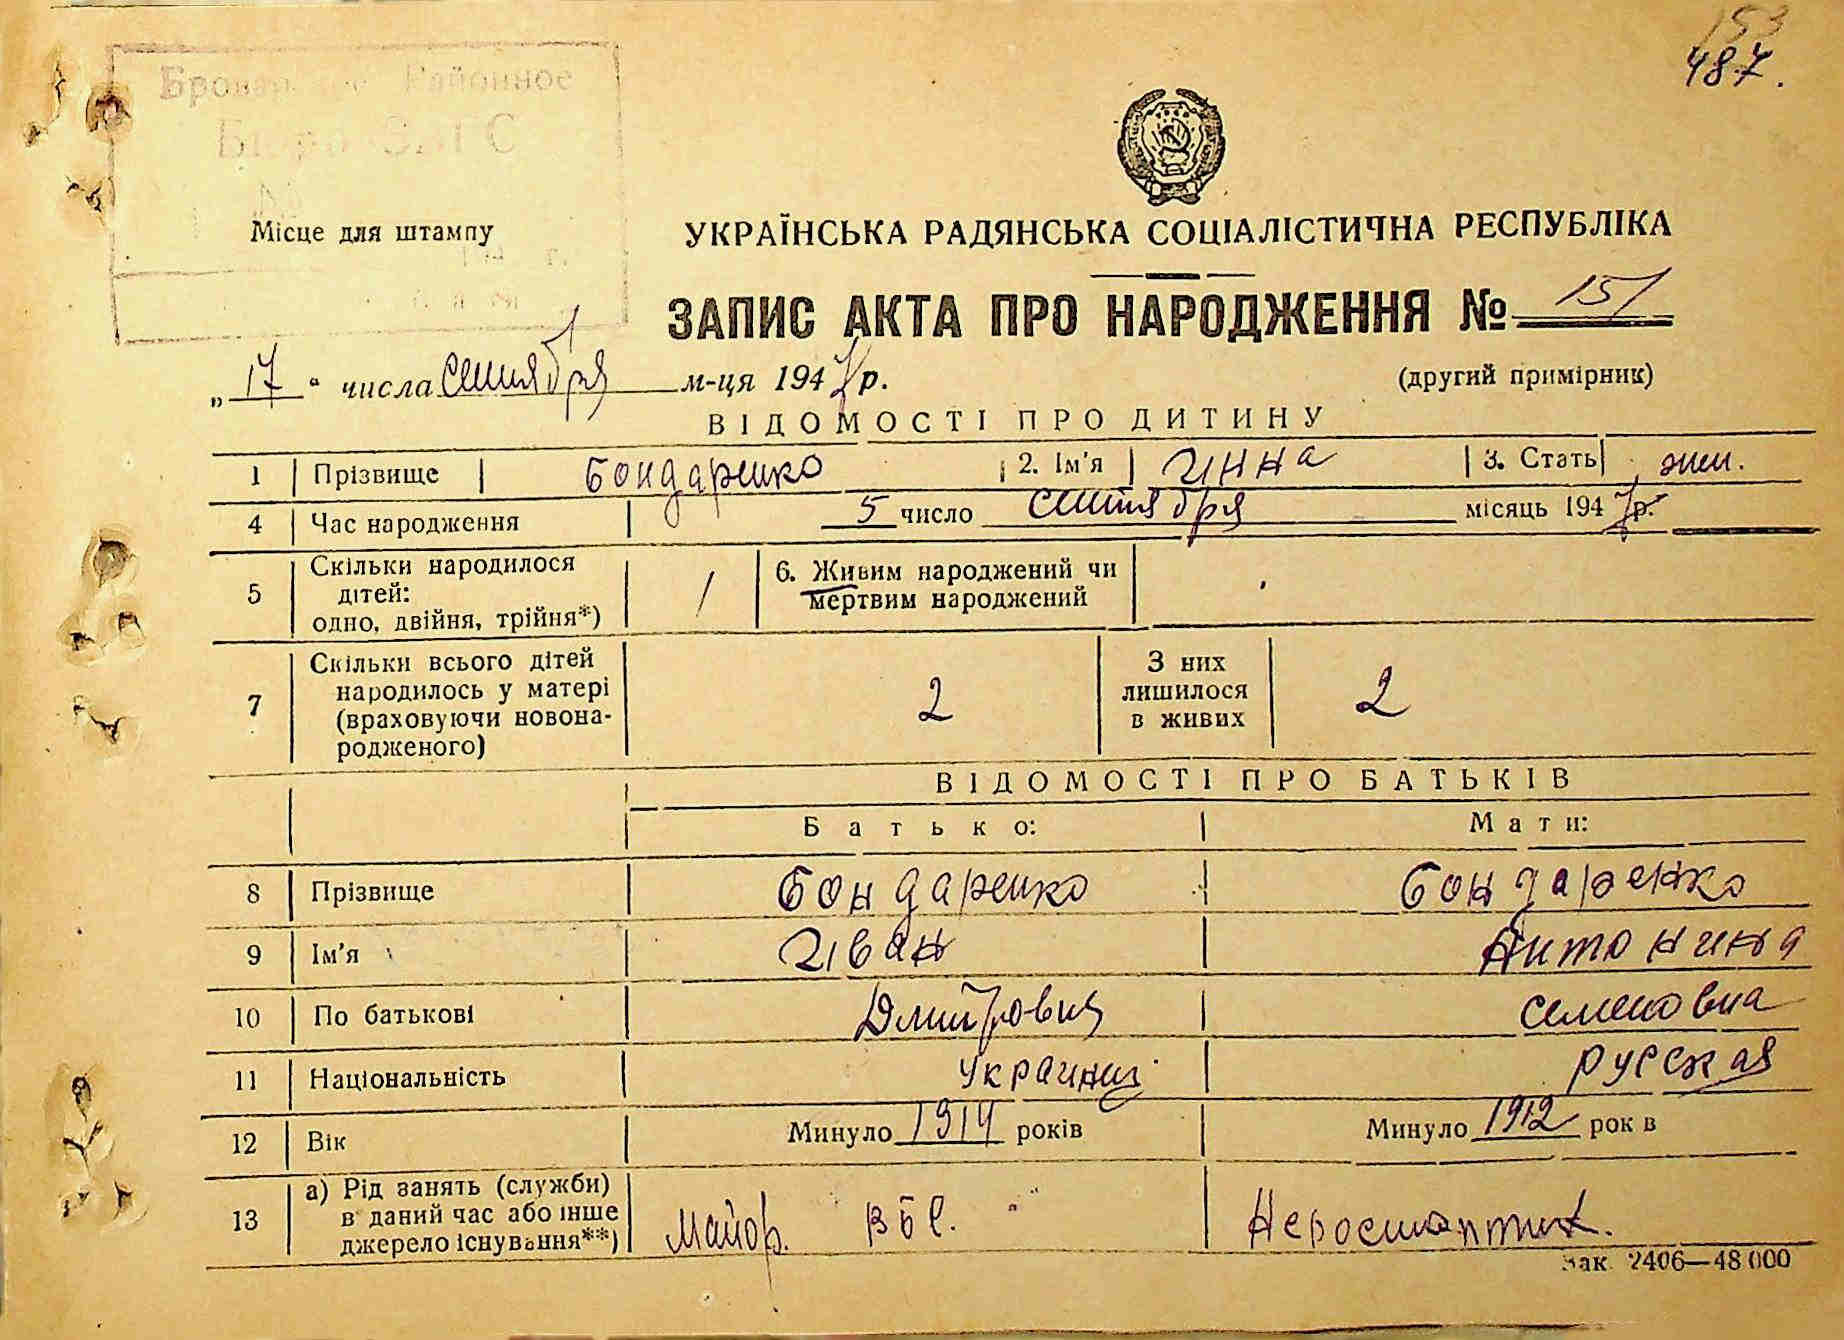 153
487.
Районное
Бюро ЗАГС
Місце для штампу
УКРАЇНСЬКА РАДЯНСЬКА СОЦІАЛІСТИЧНА РЕСПУБЛІКА
ЗАПИС АКТА ПРО НАРОДЖЕННЯ № 151
„17“ числа сентября м-ця 1947 р.
(другий примірник)
ВІДОМОСТІ ПРО ДИТИНУ
1 Прізвище Бондаренко 2. Ім'я Инна 3. Стать жен.
4 Час народження 5 число сентября місяць 1947 р.
5 Скільки народилося дітей: одно, двійня, трійня*) 1 6. Живим народжений чи мертвим народжений
7 Скільки всього дітей народилось у матері (враховуючи новонародженого) 2 З них лишилося в живих 2
ВІДОМОСТІ ПРО БАТЬКІВ
Батько: Мати:
8 Прізвище Бондаренко Бондаренко
9 Ім'я Иван Антонина
10 По батькові Дмитрович Семеновна
11 Національність Украинец русская
12 Вік Минуло 1914 років Минуло 1912 рок в
13 а) Рід занять (служби) в даний час або інше джерело існування**) Майор.
Зак. 2406—48.000